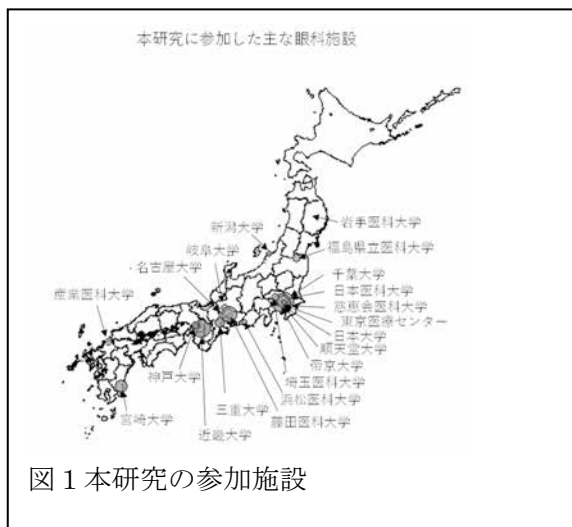 本研究に参加した主な眼科施設
岩手医科大学
新潟大学
福島県立医科大学
岐阜大学
名古屋大学
千葉大学
日本医科大学
産業医科大学
慈恵会医科大学
東京医療センター
日本大学
順天堂大学
帝京大学
神戸大学
埼玉医科大学
浜松医科大学
三重大学
藤田医科大学
宮崎大学
近畿大学
図1本研究の参加施設